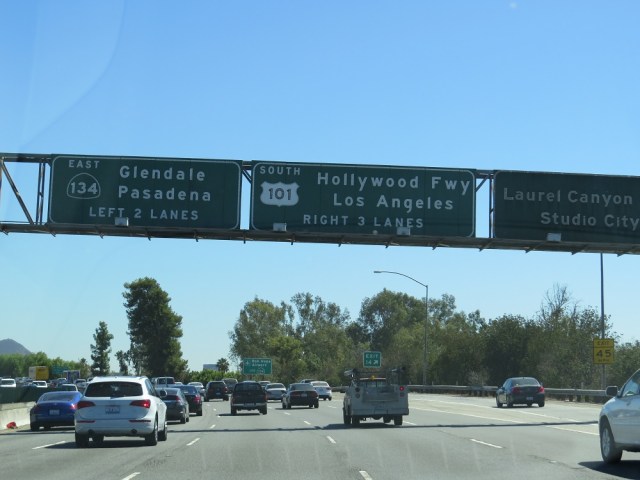 EAST
134
Glendale
Pasadena
LEFT 2 LANES
SOUTH
101
Hollywood Fwy
Los Angeles
RIGHT 3 LANES
Laurel Canyon
Studio City
EXIT
45